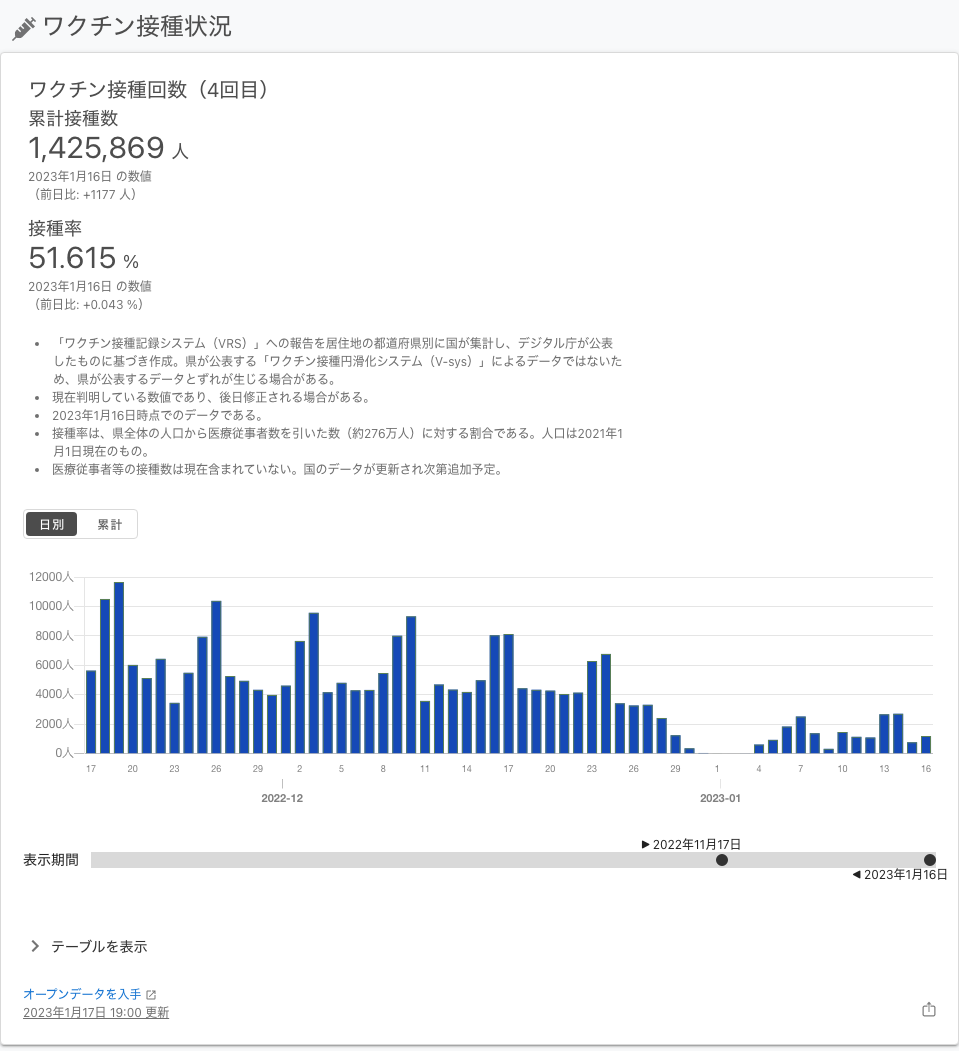 ワクチン接種状況
ワクチン接種回数（4回目）
累計接種数
1,425,869 人
2023年1月16日 の数値
（前日比: +1177 人）
接種率
51.615 %
2023年1月16日 の数値
（前日比: +0.043 %）
• 「ワクチン接種記録システム（VRS）」への報告を居住地の都道府県別に国が集計し、デジタル庁が公表
したものに基づき作成。県が公表する「ワクチン接種円滑化システム（V-sys）」によるデータではないた
め、県が公表するデータとずれが生じる場合がある。
• 現在判明している数値であり、後日修正される場合がある。
• 2023年1月16日時点でのデータである。
• 接種率は、県全体の人口から医療従事者数を引いた数（約276万人）に対する割合である。人口は2021年1
月1日現在のもの。
• 医療従事者等の接種数は現在含まれていない。国のデータが更新され次第追加予定。
日別 累計
12000人
10000人
8000人
6000人
4000人
2000人
0人
17 20 23 26 29 2 5 8 11 14 17 20 23 26 29 1 4 7 10 13 16
2022-12 2023-01
▶ 2022年11月17日
表示期間
◀ 2023年1月16日
テーブルを表示
オープンデータを入手
2023年1月17日 19:00 更新